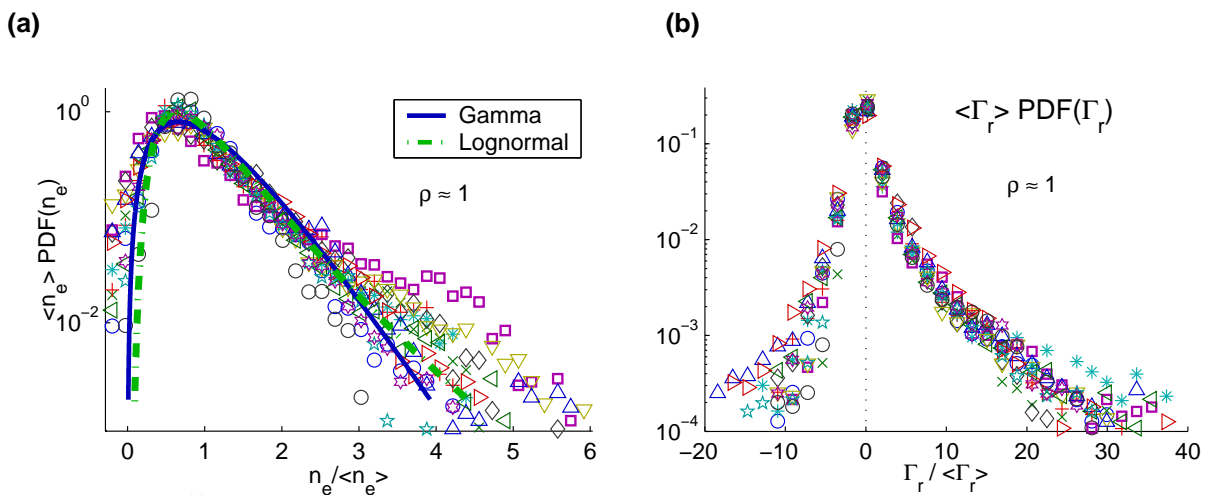 (a)
(b)
Gamma
Lognormal
ρ ≈ 1
<n_e> PDF(n_e)
10^0
10^-2
0 1 2 3 4 5 6
n_e/<n_e>
<Γ_r> PDF(Γ_r)
ρ ≈ 1
10^-1
10^-2
10^-3
10^-4
−20 −10 0 10 20 30 40
Γ_r / <Γ_r>